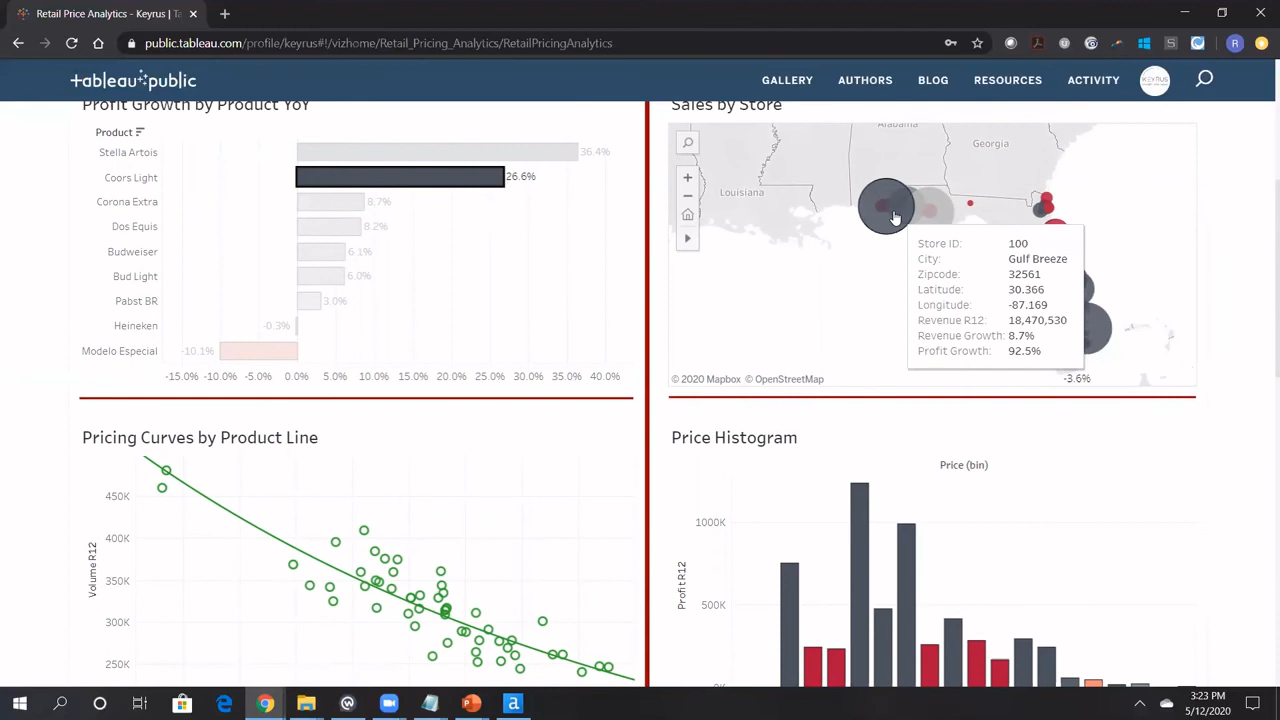 Retail Price Analytics - Keyrus | Ta
public.tableau.com/profile/keyrus#!/vizhome/Retail_Pricing_Analytics/RetailPricingAnalytics
R
+ableau public
GALLERY
AUTHORS
BLOG
RESOURCES
ACTIVITY
KEYRUS
Profit Growth by Product YoY
Product
Stella Artois
36.4%
Coors Light
26.6%
Corona Extra
8.7%
Dos Equis
8.2%
Budweiser
6.1%
Bud Light
6.0%
Pabst BR
3.0%
Heineken
-0.3%
Modelo Especial
-10.1%
-15.0% -10.0% -5.0% 0.0% 5.0% 10.0% 15.0% 20.0% 25.0% 30.0% 35.0% 40.0%
Sales by Store
Alabama
Georgia
Louisiana
Store ID: 100
City: Gulf Breeze
Zipcode: 32561
Latitude: 30.366
Longitude: -87.169
Revenue R12: 18,470,530
Revenue Growth: 8.7%
Profit Growth: 92.5%
© 2020 Mapbox © OpenStreetMap
-3.6%
Pricing Curves by Product Line
Volume R12
450K
400K
350K
300K
250K
Price Histogram
Price (bin)
Profit R12
1000K
500K
0K
3:23 PM
5/12/2020